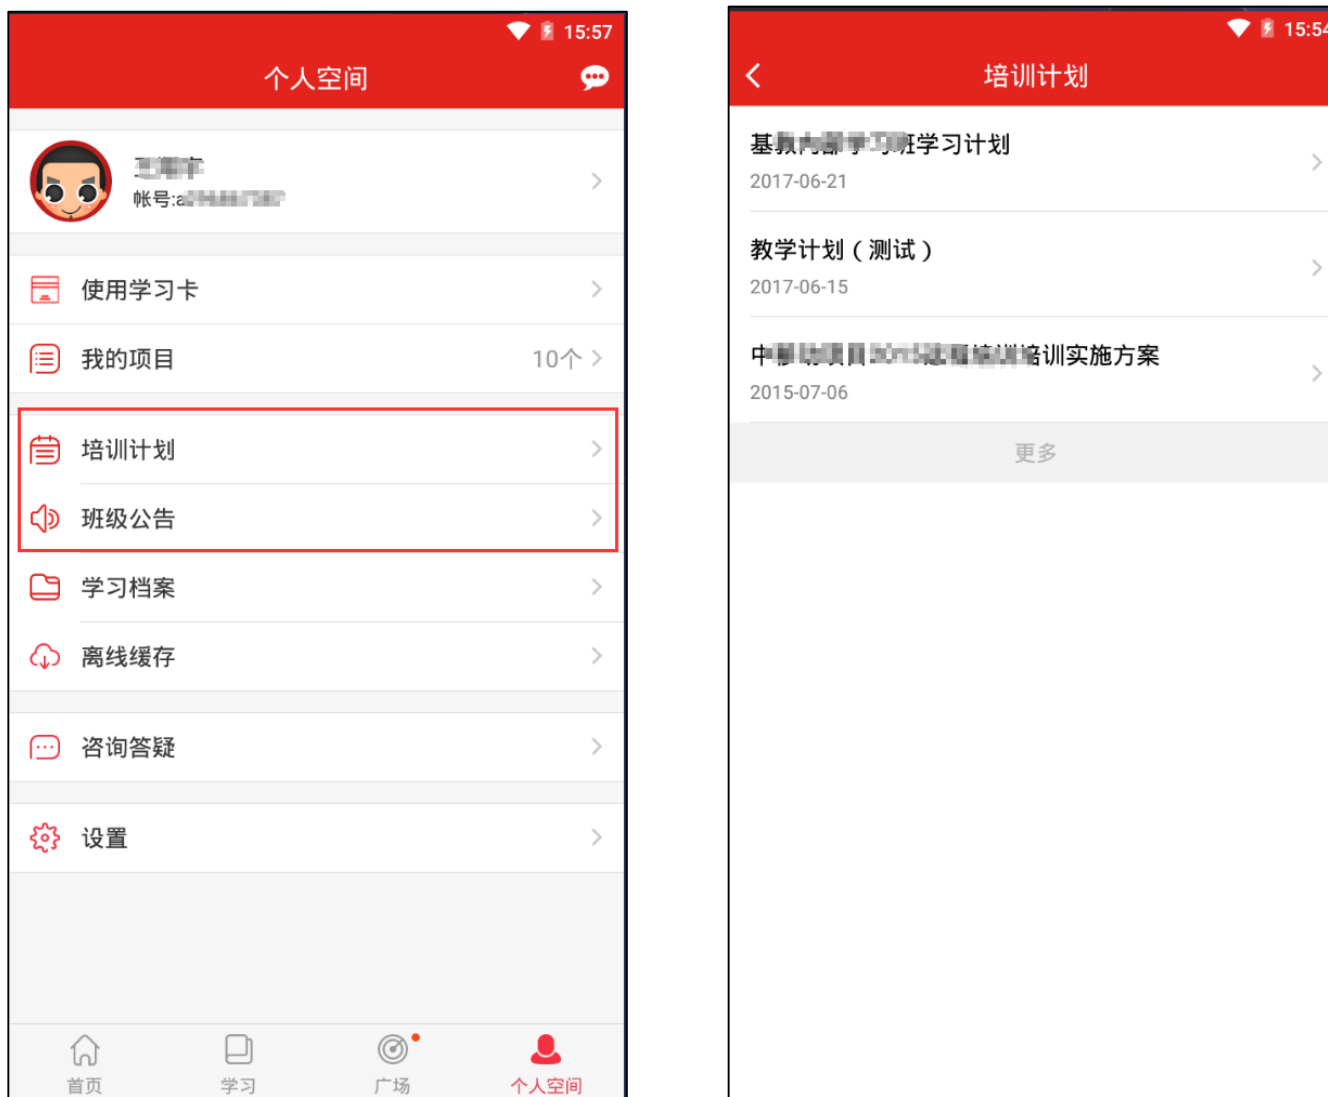 15:57
个人空间
帐号:a
使用学习卡
我的项目
10个
培训计划
班级公告
学习档案
离线缓存
咨询答疑
设置
首页
学习
广场
个人空间
15:54
培训计划
基 学习计划
2017-06-21
教学计划（测试）
2017-06-15
中 培训实施方案
2015-07-06
更多